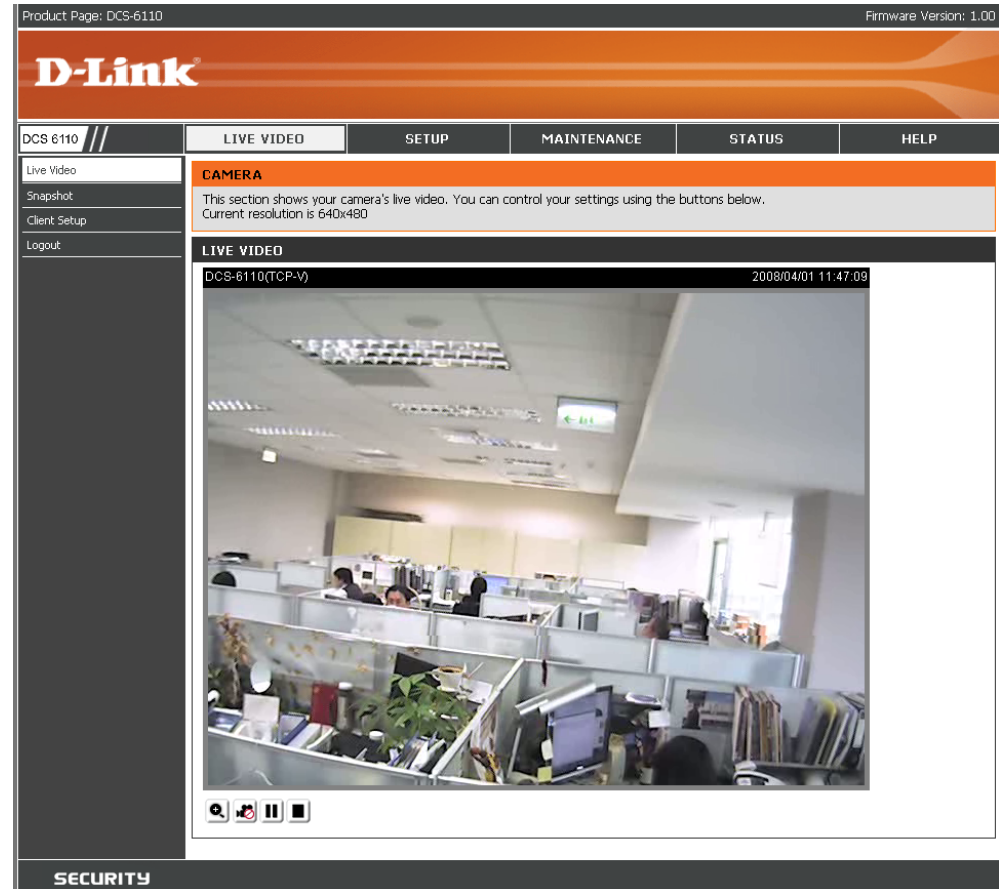 Product Page: DCS-6110
Firmware Version: 1.00
D-Link
DCS 6110
LIVE VIDEO
SETUP
MAINTENANCE
STATUS
HELP
Live Video
Snapshot
Client Setup
Logout
CAMERA
This section shows your camera's live video. You can control your settings using the buttons below.
Current resolution is 640x480
LIVE VIDEO
DCS-6110(TCP-V)
2008/04/01 11:47:09
SECURITY